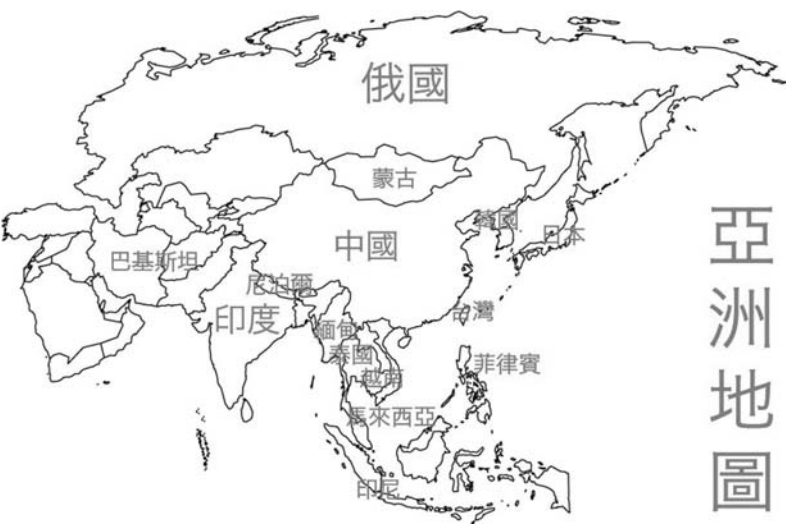 俄國
蒙古
韓國
日本
中國
巴基斯坦
尼泊爾
印度
台灣
緬甸
泰國
菲律賓
越南
馬來西亞
印尼
亞洲地圖